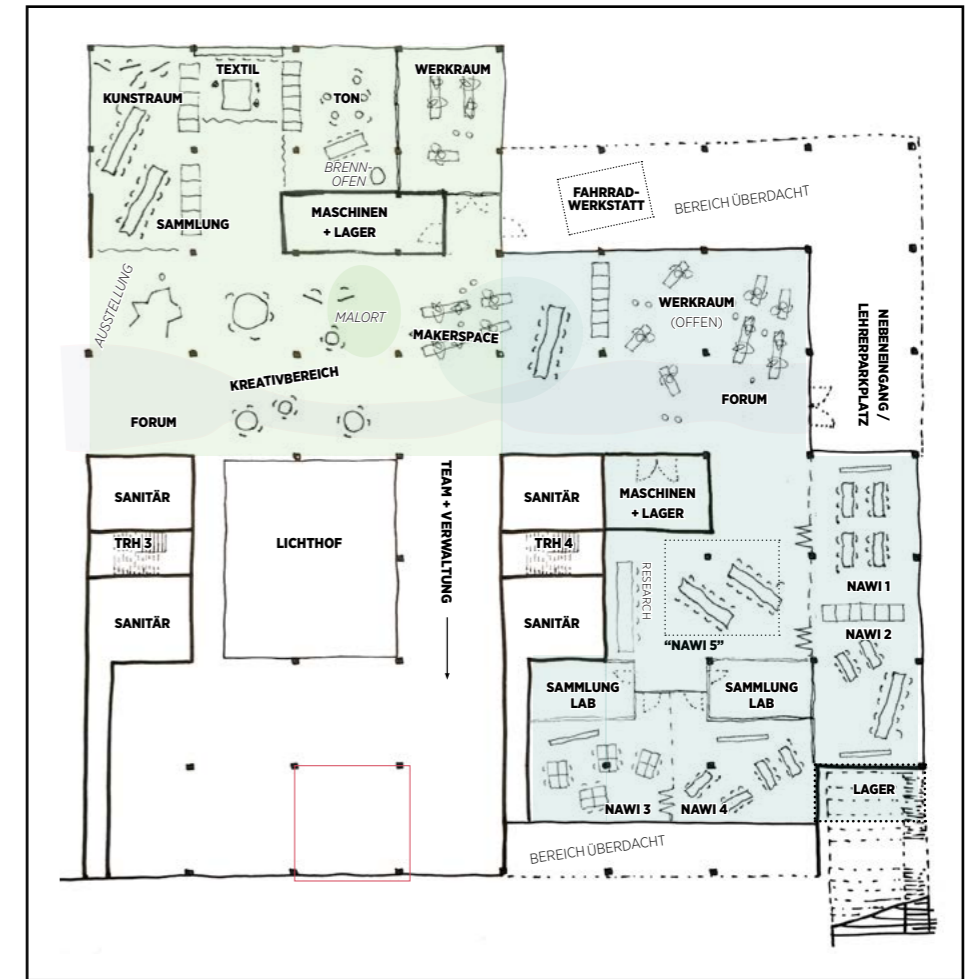 TEXTIL
WERKRAUM
KUNSTRAUM
TON
BRENN-
OFEN
FAHRRAD-
WERKSTATT
BEREICH ÜBERDACHT
MASCHINEN
+ LAGER
SAMMLUNG
AUSSTELLUNG
MALORT
MAKERSPACE
WERKRAUM
(OFFEN)
NEBENEINGANG /
LEHRERPARKPLATZ
KREATIVBEREICH
FORUM
FORUM
SANITÄR
LICHTHOF
TEAM + VERWALTUNG
SANITÄR
MASCHINEN
+ LAGER
TRH 3
TRH 4
RESEARCH
NAWI 1
SANITÄR
SANITÄR
"NAWI 5"
NAWI 2
SAMMLUNG
LAB
SAMMLUNG
LAB
NAWI 3
NAWI 4
LAGER
BEREICH ÜBERDACHT